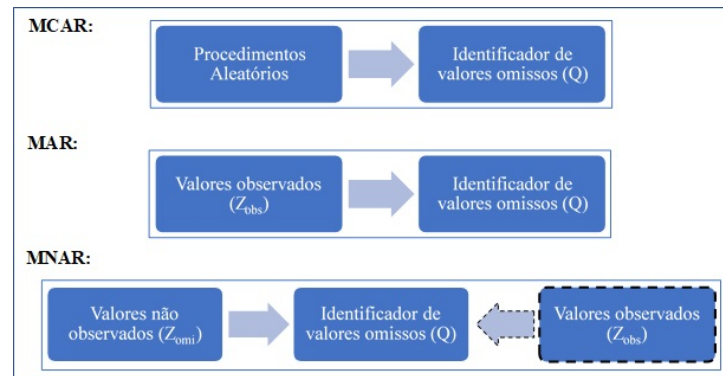 MCAR:
Procedimentos
Aleatórios
Identificador de
valores omissos (Q)
MAR:
Valores observados
(Zobs)
Identificador de
valores omissos (Q)
MNAR:
Valores não
observados (Zomi)
Identificador de
valores omissos (Q)
Valores observados
(Zobs)